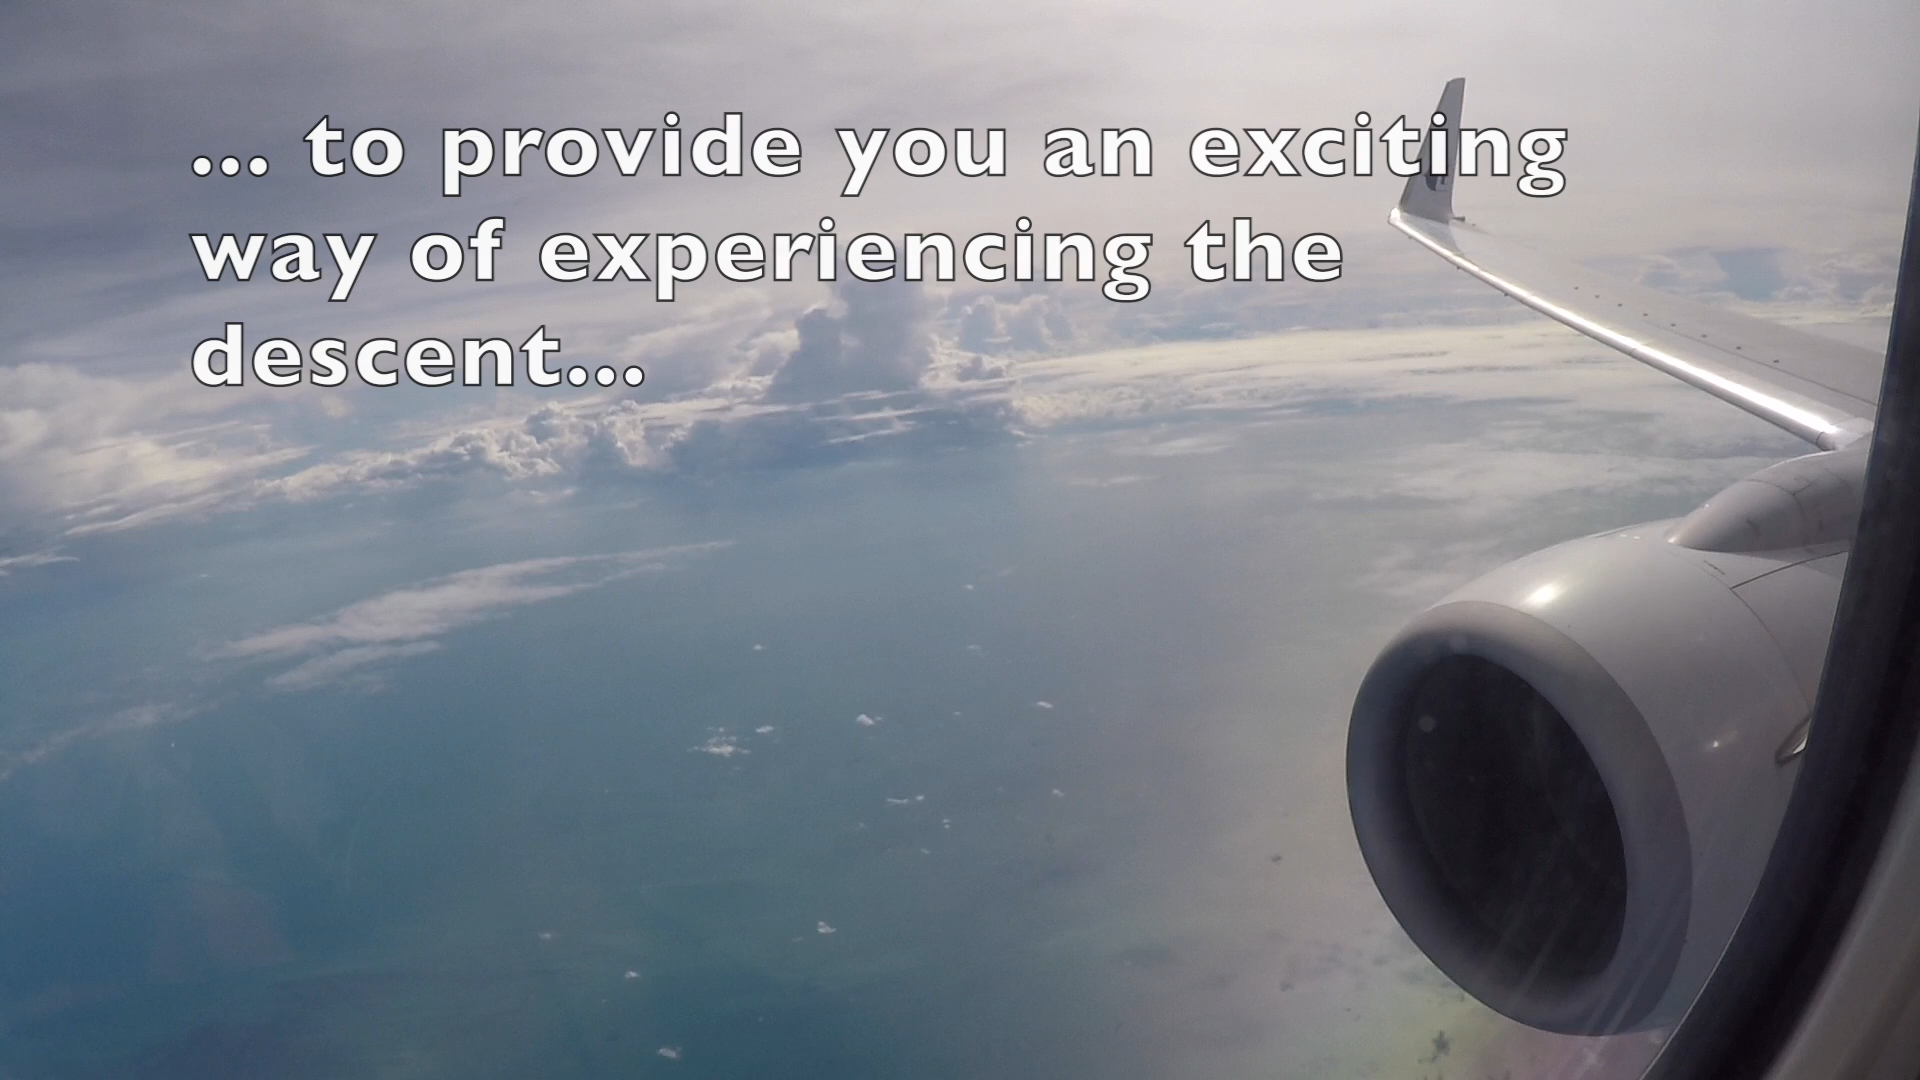 ... to provide you an exciting
way of experiencing the
descent...